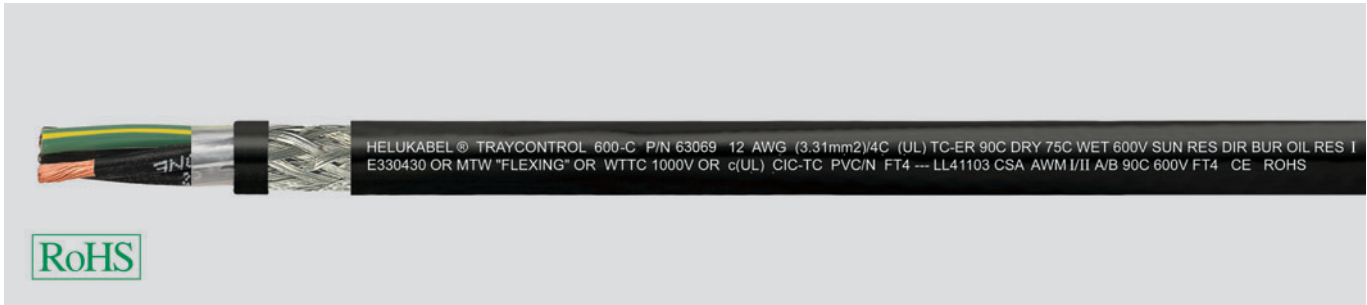 HELUKABEL ® TRAYCONTROL 600-C P/N 63069 12 AWG (3.31mm2)/4C (UL) TC-ER 90C DRY 75C WET 600V SUN RES DIR BUR OIL RES I
E330430 OR MTW "FLEXING" OR WTTC 1000V OR c(UL) CIC-TC PVC/N FT4 --- LL41103 CSA AWM I/II A/B 90C 600V FT4 CE ROHS
RoHS